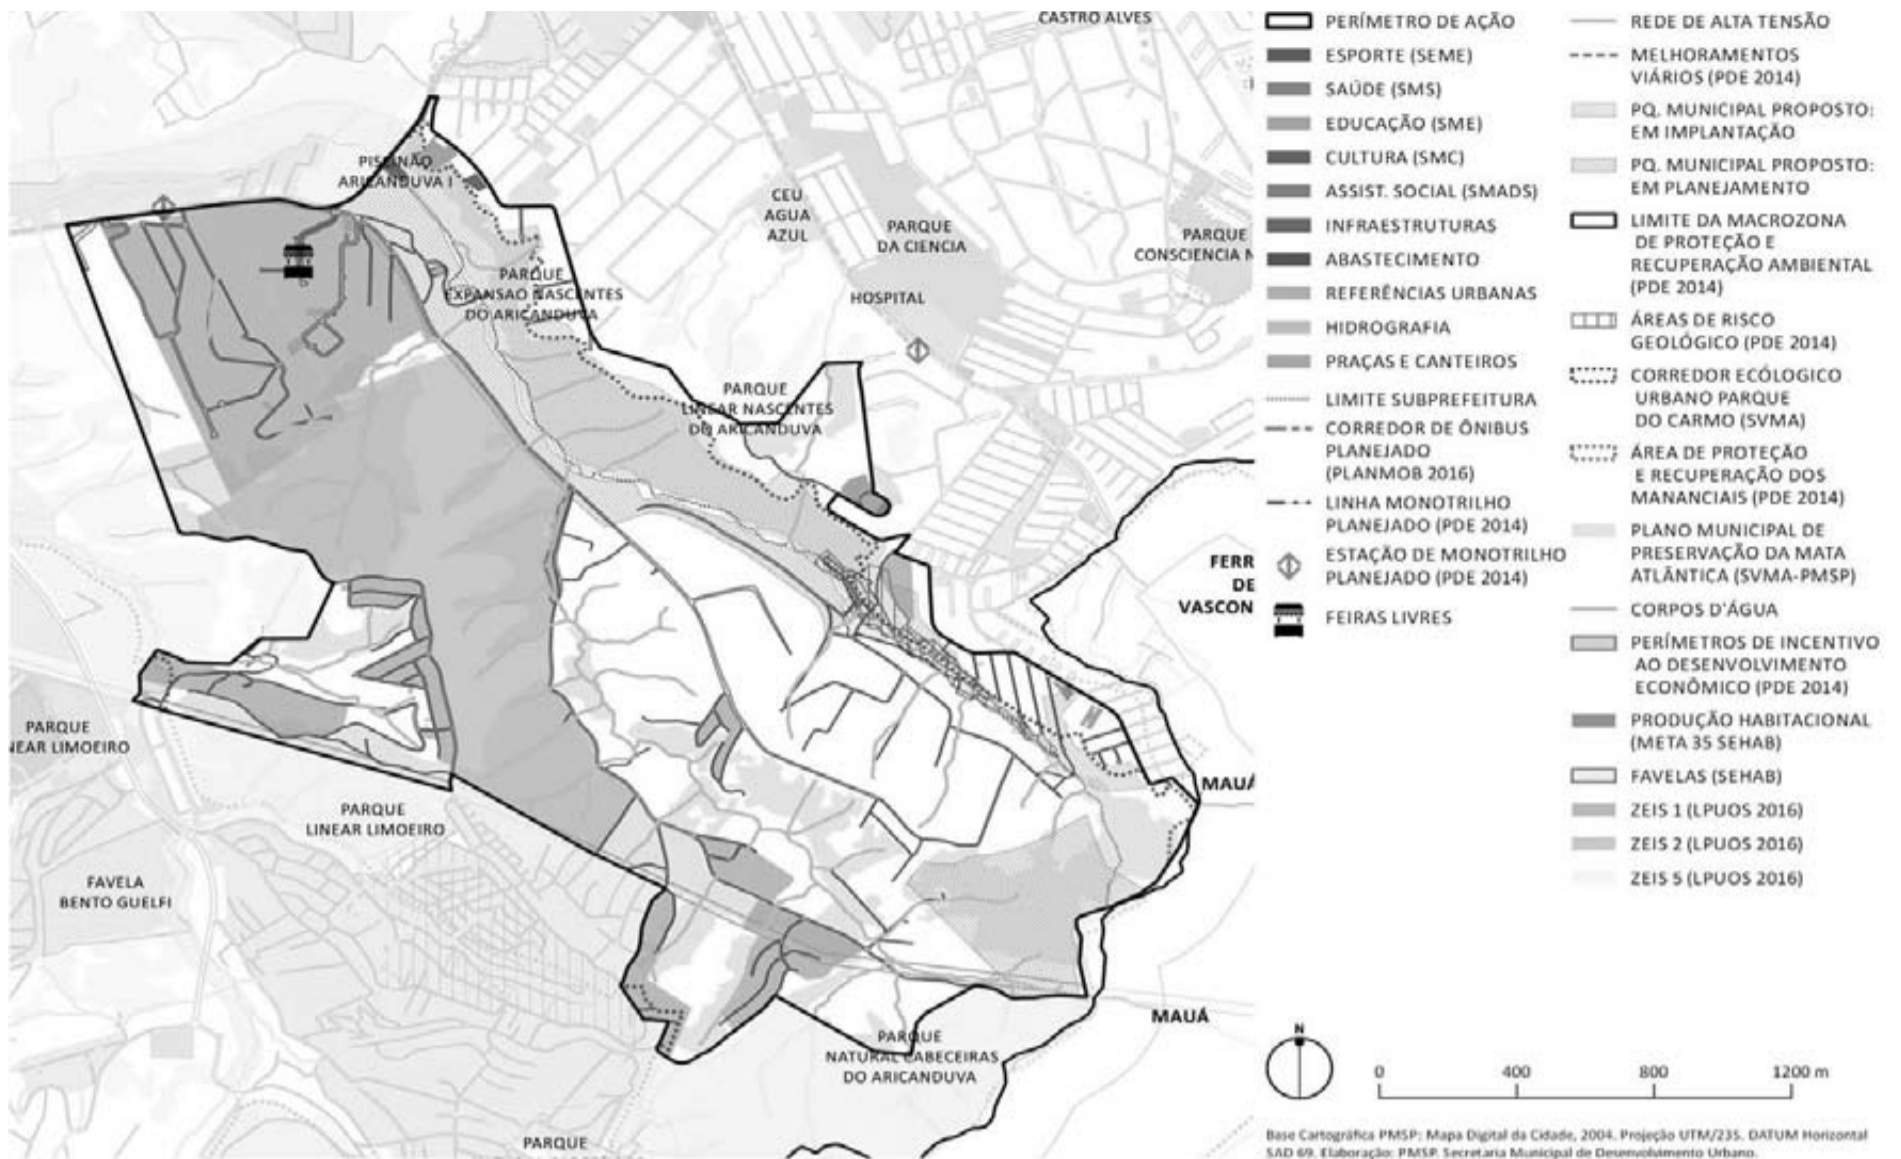 CASTRO ALVES
PISCINÃO
ARICANDUVA I
CEU
AGUA
AZUL
PARQUE
DA CIENCIA
PARQUE
CONSCIENCIA N
PARQUE
EXPANSAO NASCENTES
DO ARICANDUVA
HOSPITAL
PARQUE
LINEAR NASCENTES
DO ARICANDUVA
FERR
DE
VASCON
PARQUE
NEAR LIMOEIRO
MAUÁ
PARQUE
LINEAR LIMOEIRO
FAVELA
BENTO GUELFI
MAUÁ
PARQUE
NATURAL CABECEIRAS
DO ARICANDUVA
PARQUE
PERÍMETRO DE AÇÃO
ESPORTE (SEME)
SAÚDE (SMS)
EDUCAÇÃO (SME)
CULTURA (SMC)
ASSIST. SOCIAL (SMADS)
INFRAESTRUTURAS
ABASTECIMENTO
REFERÊNCIAS URBANAS
HIDROGRAFIA
PRAÇAS E CANTEIROS
LIMITE SUBPREFEITURA
CORREDOR DE ÔNIBUS
PLANEJADO
(PLANMOB 2016)
LINHA MONOTRILHO
PLANEJADO (PDE 2014)
ESTAÇÃO DE MONOTRILHO
PLANEJADO (PDE 2014)
FEIRAS LIVRES
REDE DE ALTA TENSÃO
MELHORAMENTOS
VIÁRIOS (PDE 2014)
PQ. MUNICIPAL PROPOSTO:
EM IMPLANTAÇÃO
PQ. MUNICIPAL PROPOSTO:
EM PLANEJAMENTO
LIMITE DA MACROZONA
DE PROTEÇÃO E
RECUPERAÇÃO AMBIENTAL
(PDE 2014)
ÁREAS DE RISCO
GEOLÓGICO (PDE 2014)
CORREDOR ECÓLOGICO
URBANO PARQUE
DO CARMO (SVMA)
ÁREA DE PROTEÇÃO
E RECUPERAÇÃO DOS
MANANCIAIS (PDE 2014)
PLANO MUNICIPAL DE
PRESERVAÇÃO DA MATA
ATLÂNTICA (SVMA-PMSP)
CORPOS D'ÁGUA
PERÍMETROS DE INCENTIVO
AO DESENVOLVIMENTO
ECONÔMICO (PDE 2014)
PRODUÇÃO HABITACIONAL
(META 35 SEHAB)
FAVELAS (SEHAB)
ZEIS 1 (LPUOS 2016)
ZEIS 2 (LPUOS 2016)
ZEIS 5 (LPUOS 2016)
N
0 400 800 1200 m
Base Cartográfica PMSP: Mapa Digital da Cidade, 2004. Projeção UTM/23S. DATUM Horizontal
SAD 69. Elaboração: PMSP. Secretaria Municipal de Desenvolvimento Urbano.